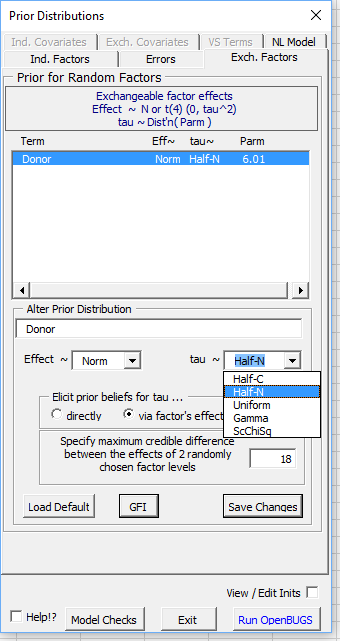 Prior Distributions
Ind. Covariates Exch. Covariates VS Terms NL Model
Ind. Factors Errors Exch. Factors
Prior for Random Factors
Exchangeable factor effects
Effect ~ N or t(4) (0, tau^2)
tau ~ Dist'n( Parm )
Term Eff~ tau~ Parm
Donor Norm Half-N 6.01
Alter Prior Distribution
Donor
Effect ~ Norm tau ~ Half-N
Half-C
Half-N
Uniform
Gamma
ScChiSq
Elicit prior beliefs for tau ...
directly via factor's effect
Specify maximum credible difference
between the effects of 2 randomly
chosen factor levels
18
Load Default GFI Save Changes
View / Edit Inits
Help!? Model Checks Exit Run OpenBUGS